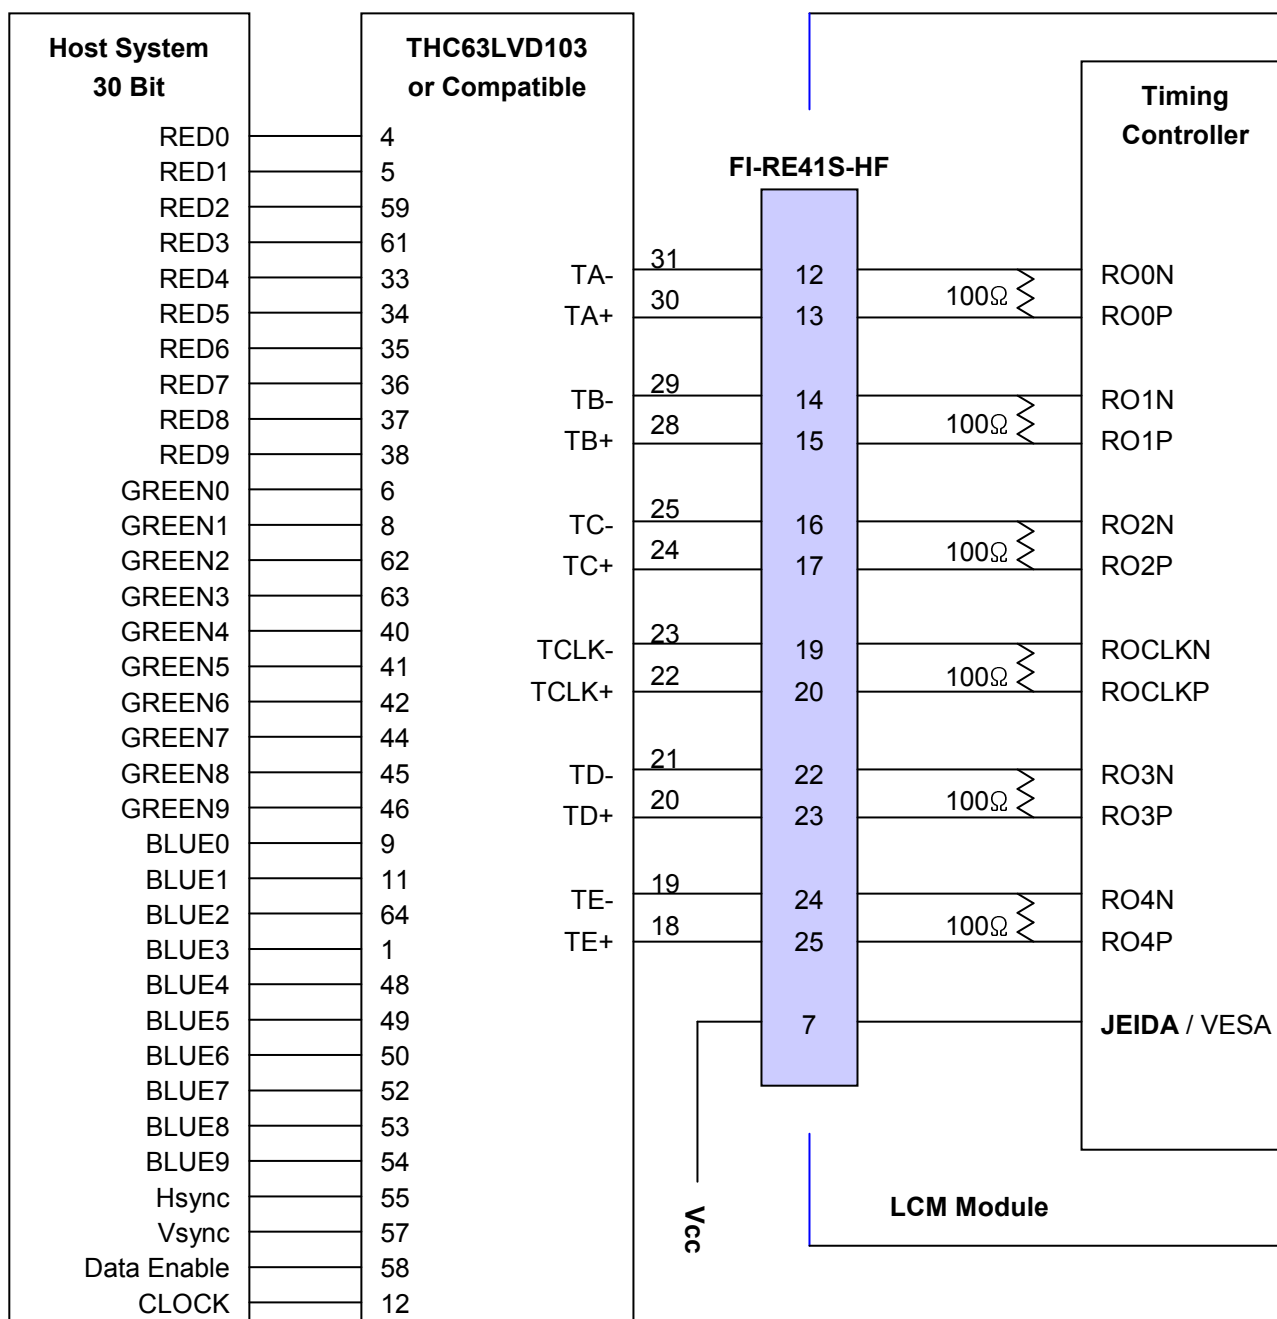 Host System
30 Bit
RED0 4
RED1 5
RED2 59
RED3 61
RED4 33
RED5 34
RED6 35
RED7 36
RED8 37
RED9 38
GREEN0 6
GREEN1 8
GREEN2 62
GREEN3 63
GREEN4 40
GREEN5 41
GREEN6 42
GREEN7 44
GREEN8 45
GREEN9 46
BLUE0 9
BLUE1 11
BLUE2 64
BLUE3 1
BLUE4 48
BLUE5 49
BLUE6 50
BLUE7 52
BLUE8 53
BLUE9 54
Hsync 55
Vsync 57
Data Enable 58
CLOCK 12
THC63LVD103
or Compatible
FI-RE41S-HF
Timing
Controller
TA- 31 12 RO0N
100Ω
TA+ 30 13 RO0P
TB- 29 14 RO1N
100Ω
TB+ 28 15 RO1P
TC- 25 16 RO2N
100Ω
TC+ 24 17 RO2P
TCLK- 23 19 ROCLKN
100Ω
TCLK+ 22 20 ROCLKP
TD- 21 22 RO3N
100Ω
TD+ 20 23 RO3P
TE- 19 24 RO4N
100Ω
TE+ 18 25 RO4P
7 JEIDA / VESA
Vcc
LCM Module